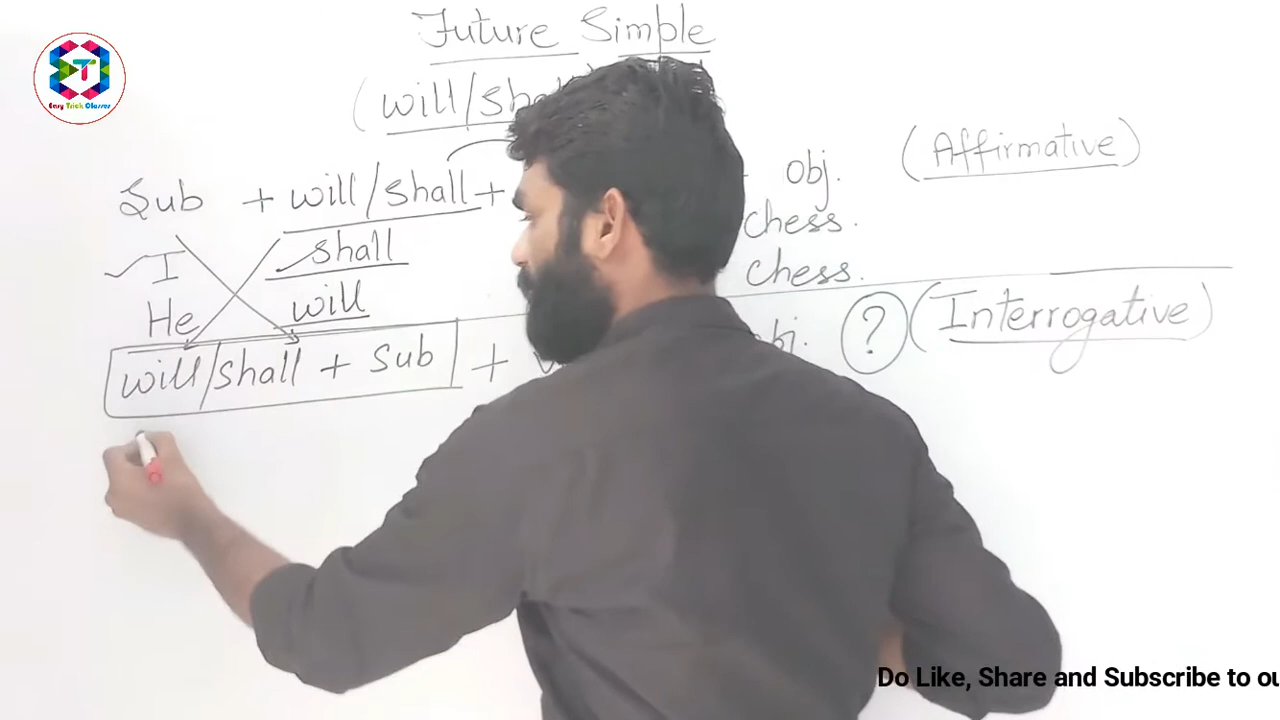 Future Simple
(will/Sha
Sub + will/shall + obj. (Affirmative)
I shall chess.
He will chess.
will/shall + Sub + V obj. ? (Interrogative)
T
Easy Trick Classes
Do Like, Share and Subscribe to ou